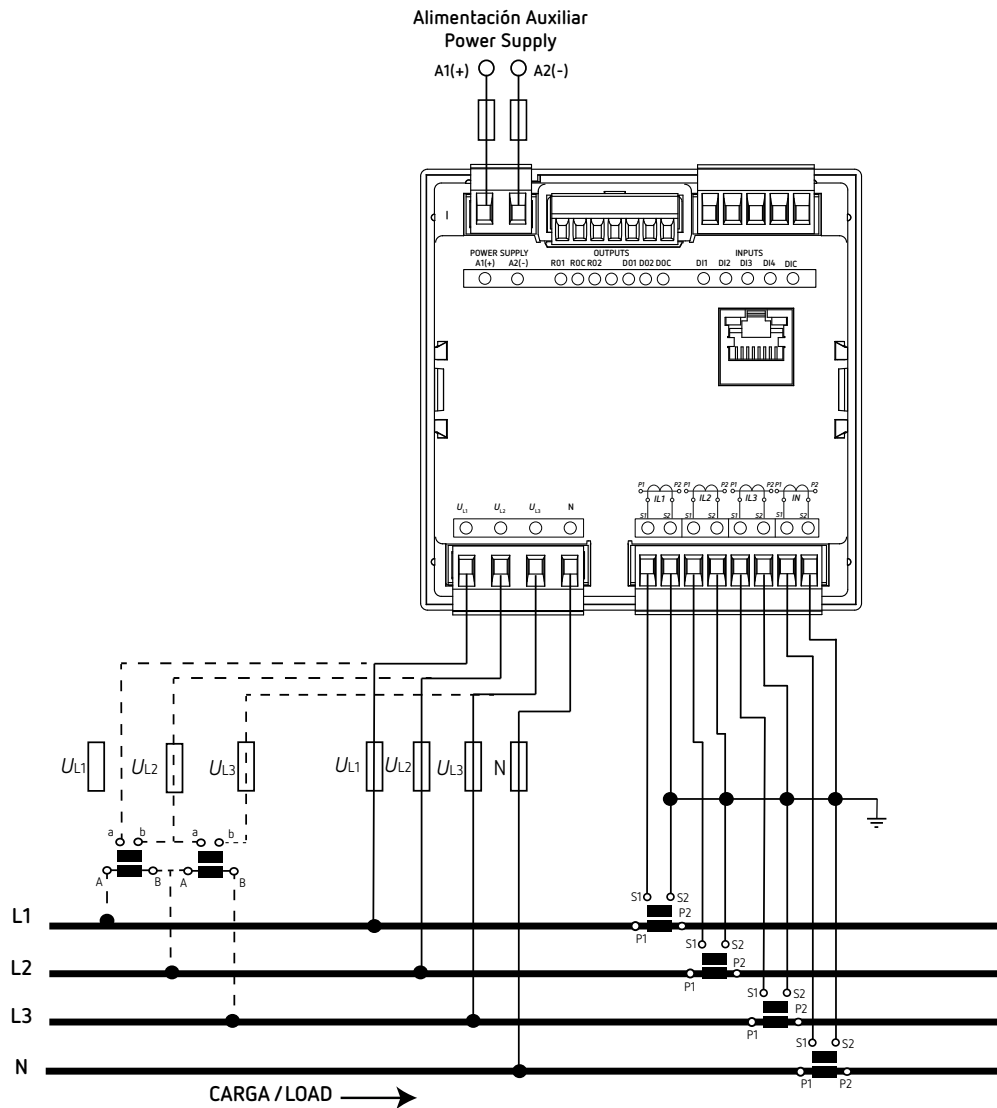 Alimentación Auxiliar
Power Supply
A1(+) A2(-)
I
POWER SUPPLY OUTPUTS INPUTS
A1(+) A2(-) RO1 ROC RO2 DO1 DO2 DOC DI1 DI2 DI3 DI4 DIC
P1 P2 P1 P2 P1 P2 P1 P2
IL1 IL2 IL3 IN
UL1 UL2 UL3 N S1 S2 S1 S2 S1 S2 S1 S2
UL1 UL2 UL3 UL1 UL2 UL3 N
a b a b
A B A B
S1 S2
L1 P1 P2
S1 S2
L2 P1 P2
S1 S2
L3 P1 P2
S1 S2
N P1 P2
CARGA / LOAD